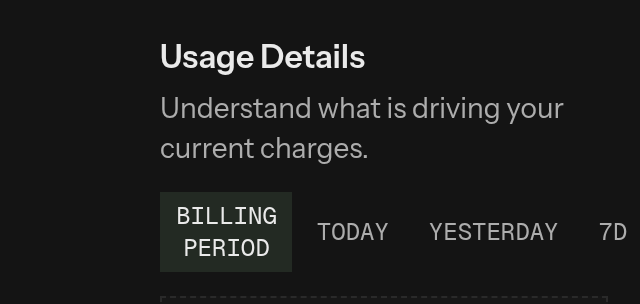 Usage Details
Understand what is driving your
current charges.
BILLING
PERIOD
TODAY
YESTERDAY
7D